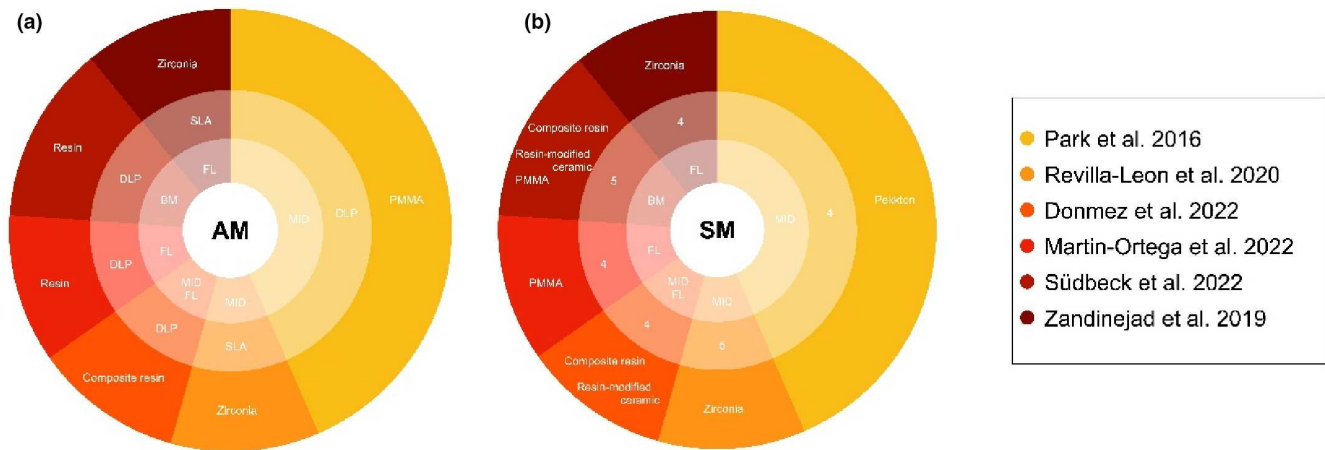 (a)
Zirconia
SLA
FL
Resin
DLP
BM
Resin
DLP
FL
Composite resin
DLP
MID
FL
Zirconia
SLA
MID
PMMA
DLP
MID
AM
(b)
Zirconia
4
FL
Composito resin
Resin-modified
ceramic
PMMA
5
BM
PMMA
4
FL
Composite resin
Resin-modified
ceramic
4
MID
FL
Zirconia
5
MID
Pekkton
4
MID
SM
Park et al. 2016
Revilla-Leon et al. 2020
Donmez et al. 2022
Martin-Ortega et al. 2022
Südbeck et al. 2022
Zandinejad et al. 2019